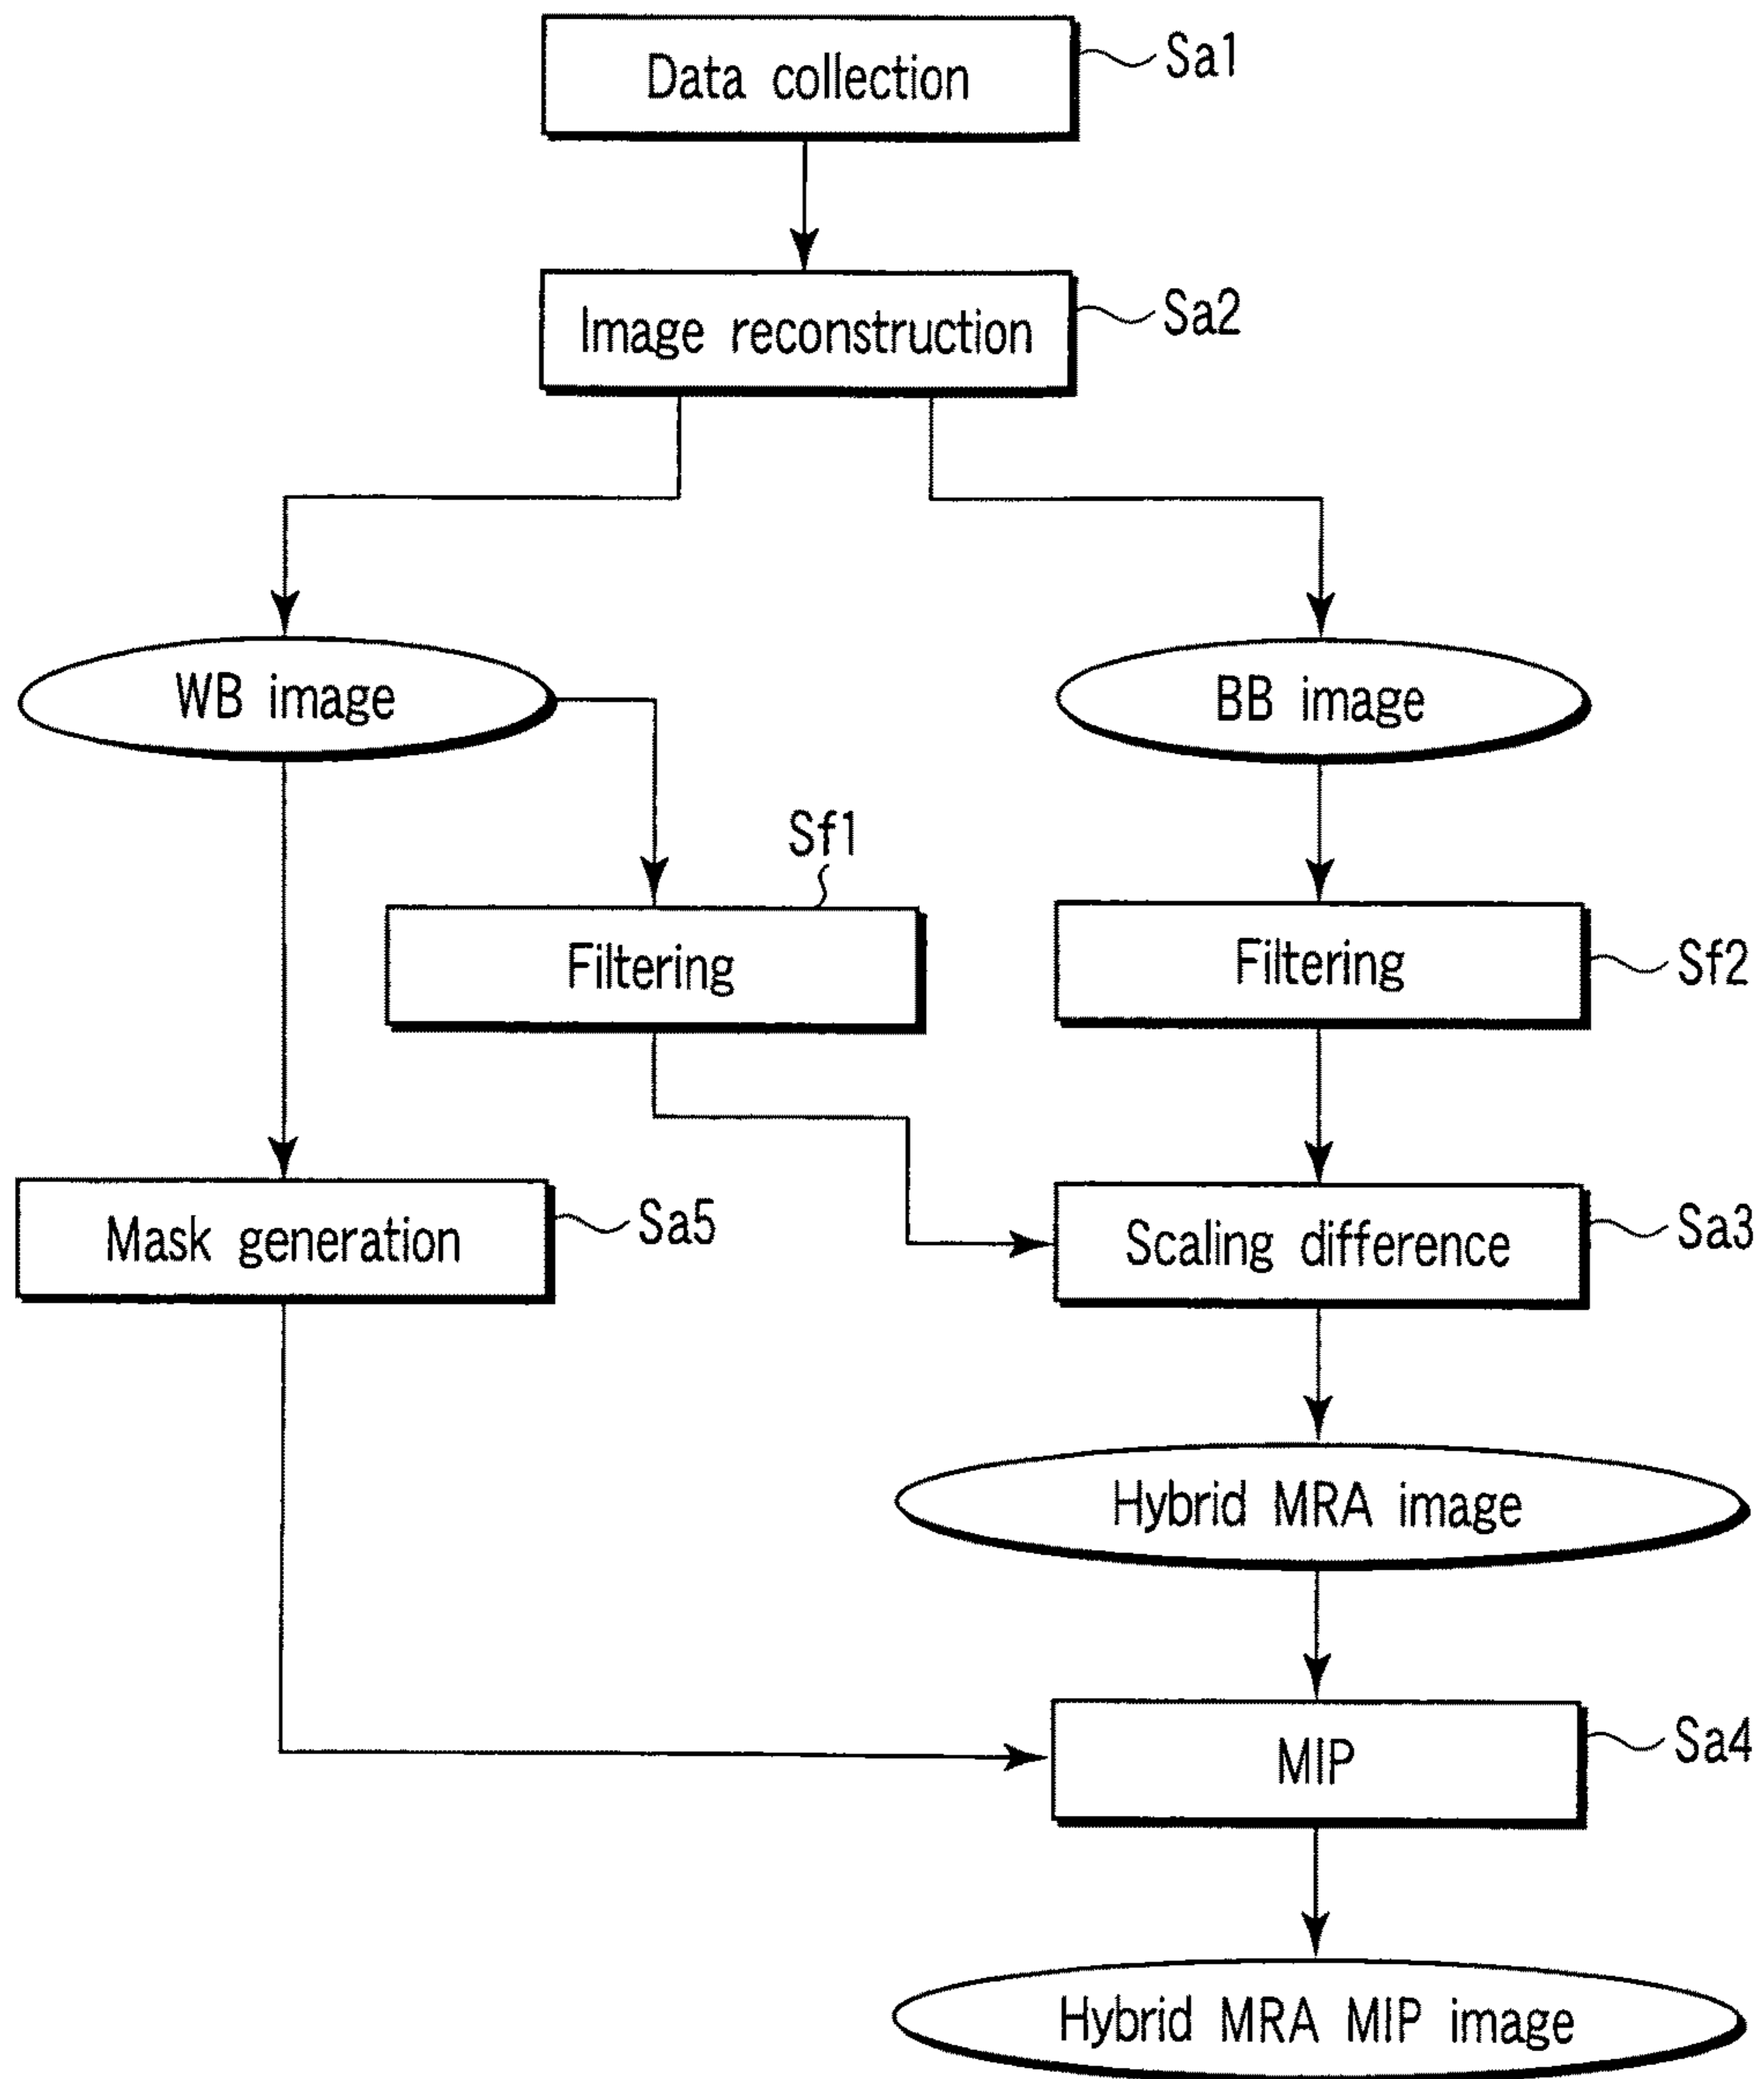 Data collection
Sa1
Image reconstruction
Sa2
WB image
BB image
Sf1
Filtering
Filtering
Sf2
Mask generation
Sa5
Scaling difference
Sa3
Hybrid MRA image
MIP
Sa4
Hybrid MRA MIP image